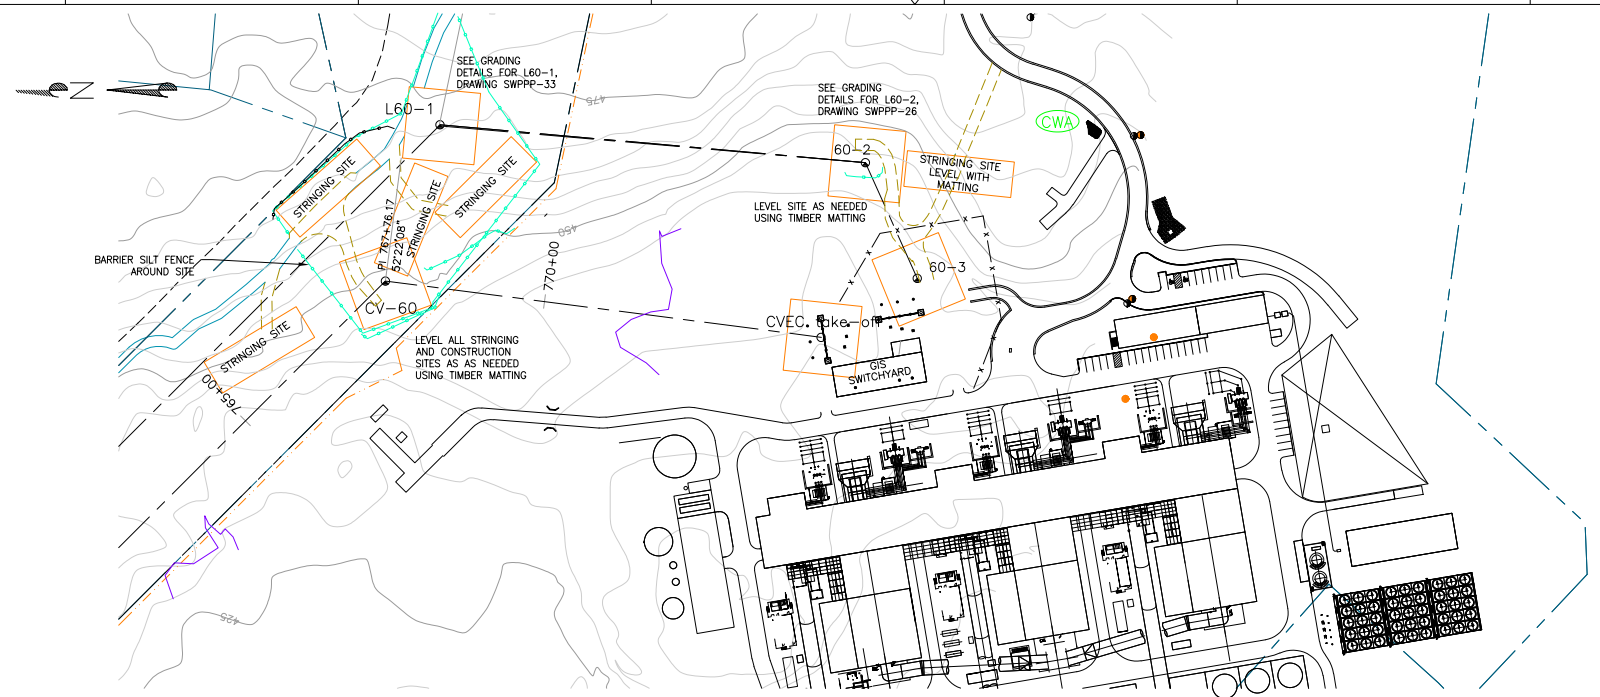 SEE GRADING
DETAILS FOR L60-1,
DRAWING SWPPP-33
SEE GRADING
DETAILS FOR L60-2,
DRAWING SWPPP-26
N
475
L60-1
CWA
60-2
STRINGING SITE
LEVEL WITH
MATTING
STRINGING SITE
STRINGING SITE
STRINGING SITE
PI 767+76.17
52°22'08"
LEVEL SITE AS NEEDED
USING TIMBER MATTING
450
BARRIER SILT FENCE
AROUND SITE
770+00
60-3
CV-60
CVEC take-off
STRINGING SITE
LEVEL ALL STRINGING
AND CONSTRUCTION
SITES AS AS NEEDED
USING TIMBER MATTING
GIS
SWITCHYARD
765+00
425